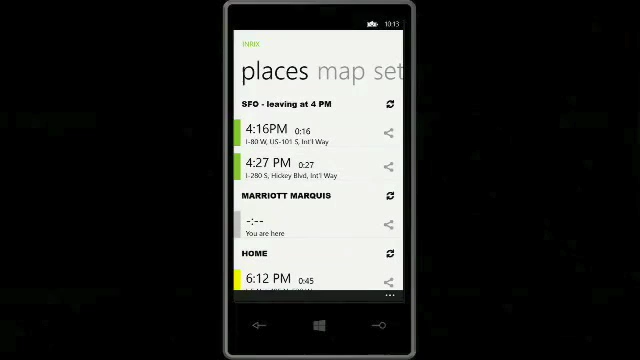 10:13
INRIX
places map set
SFO - leaving at 4 PM
4:16PM 0:16
I-80 W, US-101 S, Int'l Way
4:27 PM 0:27
I-280 S, Hickey Blvd, Int'l Way
MARRIOTT MARQUIS
-:--
You are here
HOME
6:12 PM 0:45